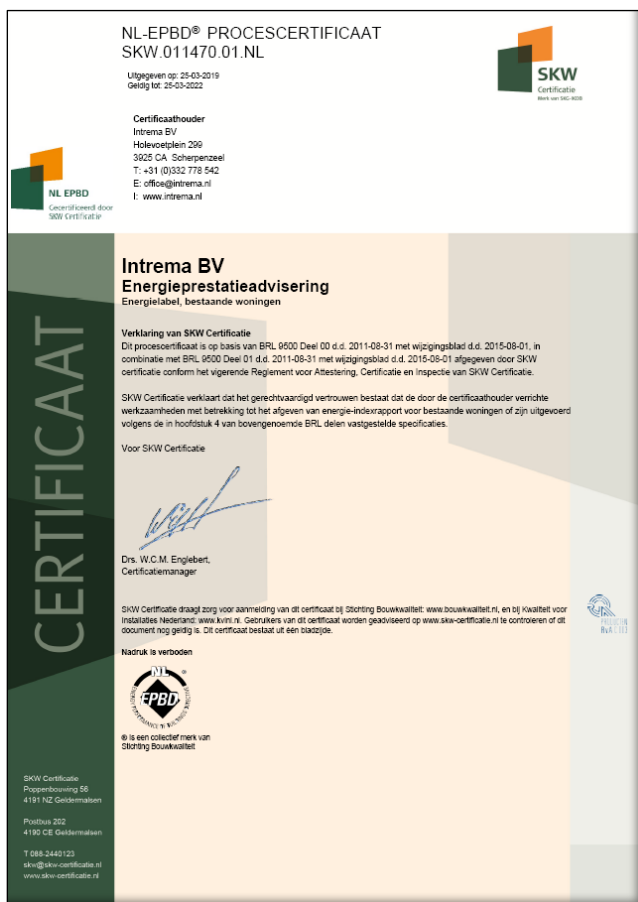 NL-EPBD® PROCESCERTIFICAAT
SKW.011470.01.NL
Uitgegeven op: 25-03-2019
Geldig tot: 25-03-2022
SKW
Certificatie
Merk van SKG-IKOB
Certificaathouder
Intrema BV
Holevoetplein 299
3925 CA Scherpenzeel
T: +31 (0)332 778 542
E: office@intrema.nl
I: www.intrema.nl
NL EPBD
Gecertificeerd door
SKW Certificatie
CERTIFICAAT
Intrema BV
Energieprestatieadvisering
Energielabel, bestaande woningen
Verklaring van SKW Certificatie
Dit procescertificaat is op basis van BRL 9500 Deel 00 d.d. 2011-08-31 met wijzigingsblad d.d. 2015-08-01, in
combinatie met BRL 9500 Deel 01 d.d. 2011-08-31 met wijzigingsblad d.d. 2015-08-01 afgegeven door SKW
certificatie conform het vigerende Reglement voor Attestering, Certificatie en Inspectie van SKW Certificatie.
SKW Certificatie verklaart dat het gerechtvaardigd vertrouwen bestaat dat de door de certificaathouder verrichte
werkzaamheden met betrekking tot het afgeven van energie-indexrapport voor bestaande woningen of zijn uitgevoerd
volgens de in hoofdstuk 4 van bovengenoemde BRL delen vastgestelde specificaties.
Voor SKW Certificatie
Drs. W.C.M. Englebert,
Certificatiemanager
SKW Certificatie draagt zorg voor aanmelding van dit certificaat bij Stichting Bouwkwaliteit: www.bouwkwaliteit.nl, en bij Kwaliteit voor
Installaties Nederland: www.kvinl.nl. Gebruikers van dit certificaat worden geadviseerd op www.skw-certificatie.nl te controleren of dit
document nog geldig is. Dit certificaat bestaat uit één bladzijde.
Nadruk is verboden
NL
®
EPBD
® is een collectief merk van
Stichting Bouwkwaliteit
SKW Certificatie
Poppenbouwing 56
4191 NZ Geldermalsen
Postbus 202
4190 CE Geldermalsen
T 088-2440123
skw@skw-certificatie.nl
www.skw-certificatie.nl